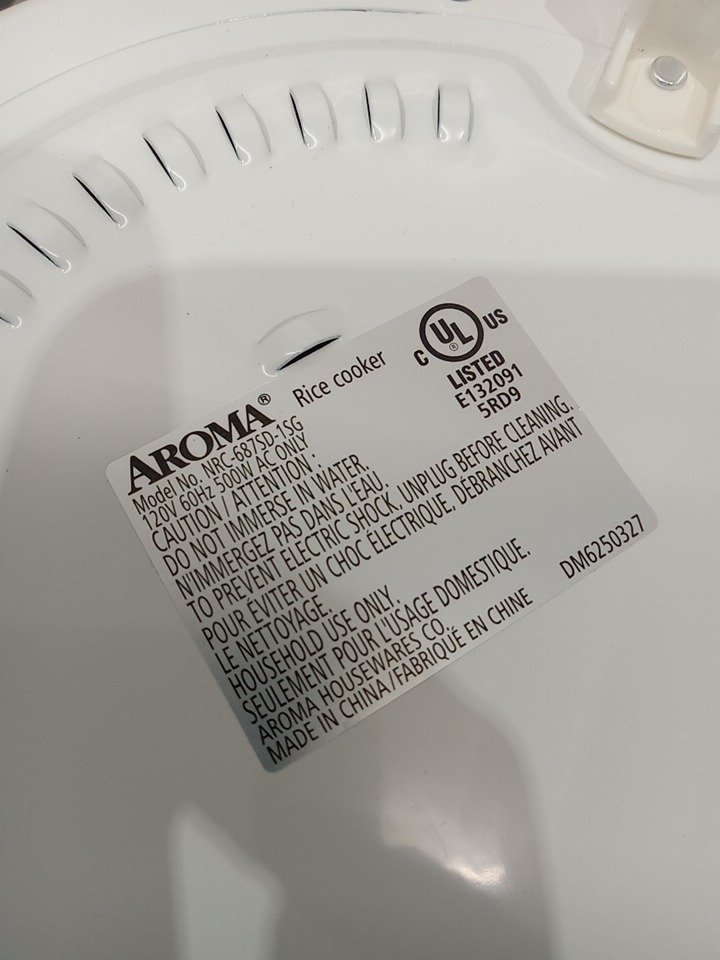 AROMA® Rice cooker
C UL® US
LISTED
E132091
5RD9
Model No. NRC-687SD-1SG
120V 60Hz 500W AC ONLY
CAUTION / ATTENTION :
DO NOT IMMERSE IN WATER.
N'IMMERGEZ PAS DANS L'EAU.
TO PREVENT ELECTRIC SHOCK, UNPLUG BEFORE CLEANING.
POUR ÉVITER UN CHOC ÉLECTRIQUE, DÉBRANCHEZ AVANT
LE NETTOYAGE.
HOUSEHOLD USE ONLY.
SEULEMENT POUR L'USAGE DOMESTIQUE.
AROMA HOUSEWARES CO.
MADE IN CHINA/FABRIQUÉ EN CHINE
DM6250327